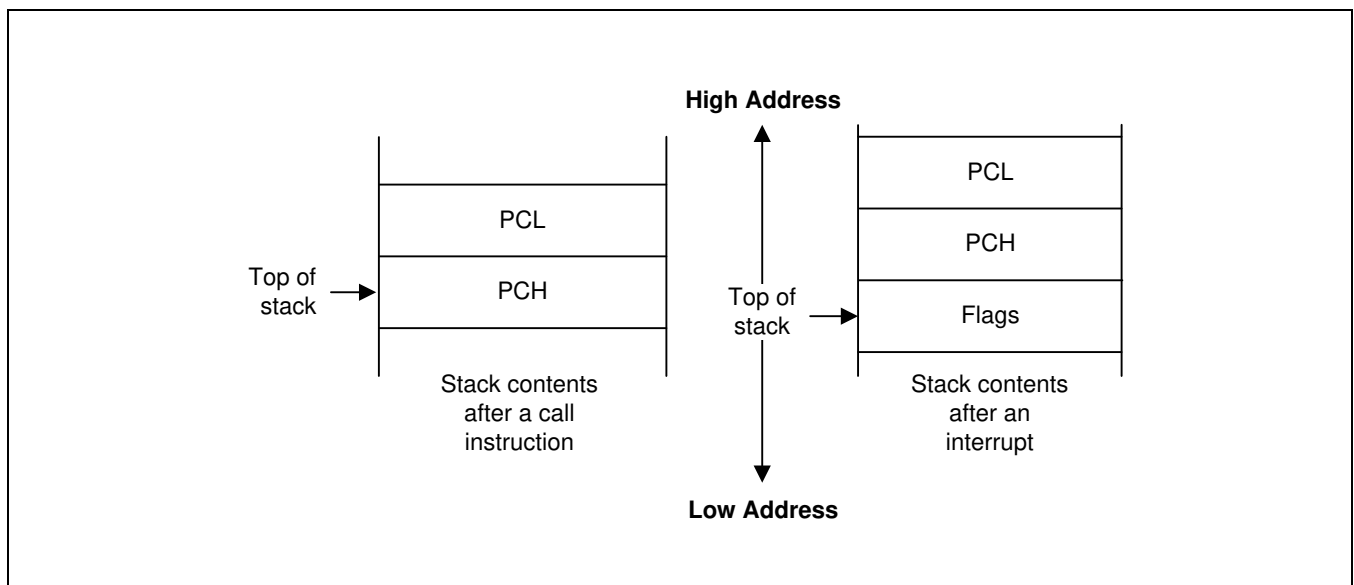 High Address
PCL
PCH
Top of
stack
Stack contents
after a call
instruction
PCL
PCH
Flags
Top of
stack
Stack contents
after an
interrupt
Low Address